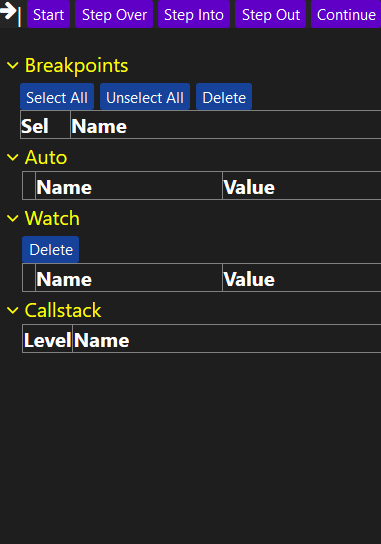 Start Step Over Step Into Step Out Continue
Breakpoints
Select All Unselect All Delete
Sel Name
Auto
Name Value
Watch
Delete
Name Value
Callstack
Level Name